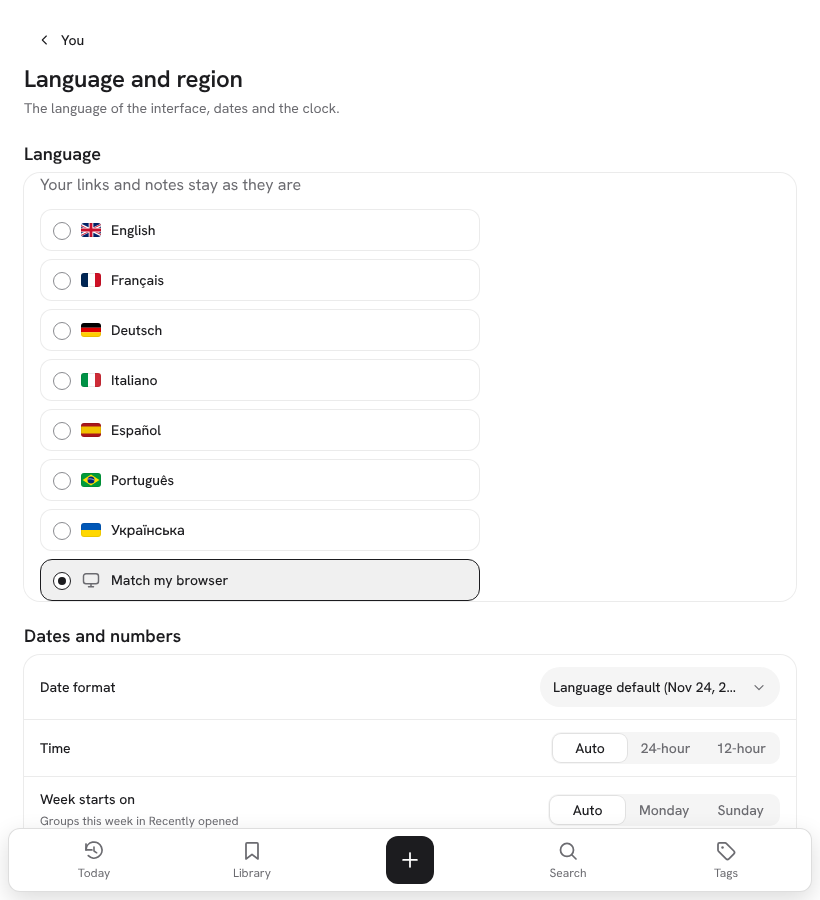 You
Language and region
The language of the interface, dates and the clock.
Language
Your links and notes stay as they are
English
Français
Deutsch
Italiano
Español
Português
Українська
Match my browser
Dates and numbers
Date format
Language default (Nov 24, 2...
Time
Auto
24-hour
12-hour
Week starts on
Groups this week in Recently opened
Auto
Monday
Sunday
Today
Library
Search
Tags